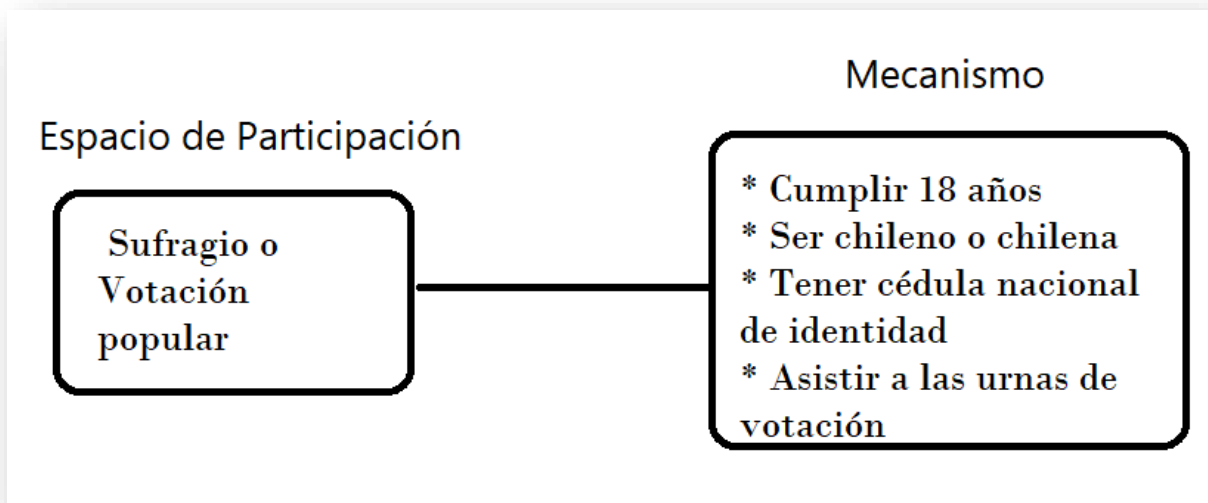 Mecanismo
Espacio de Participación
Sufragio o
Votación
popular
* Cumplir 18 años
* Ser chileno o chilena
* Tener cédula nacional
de identidad
* Asistir a las urnas de
votación